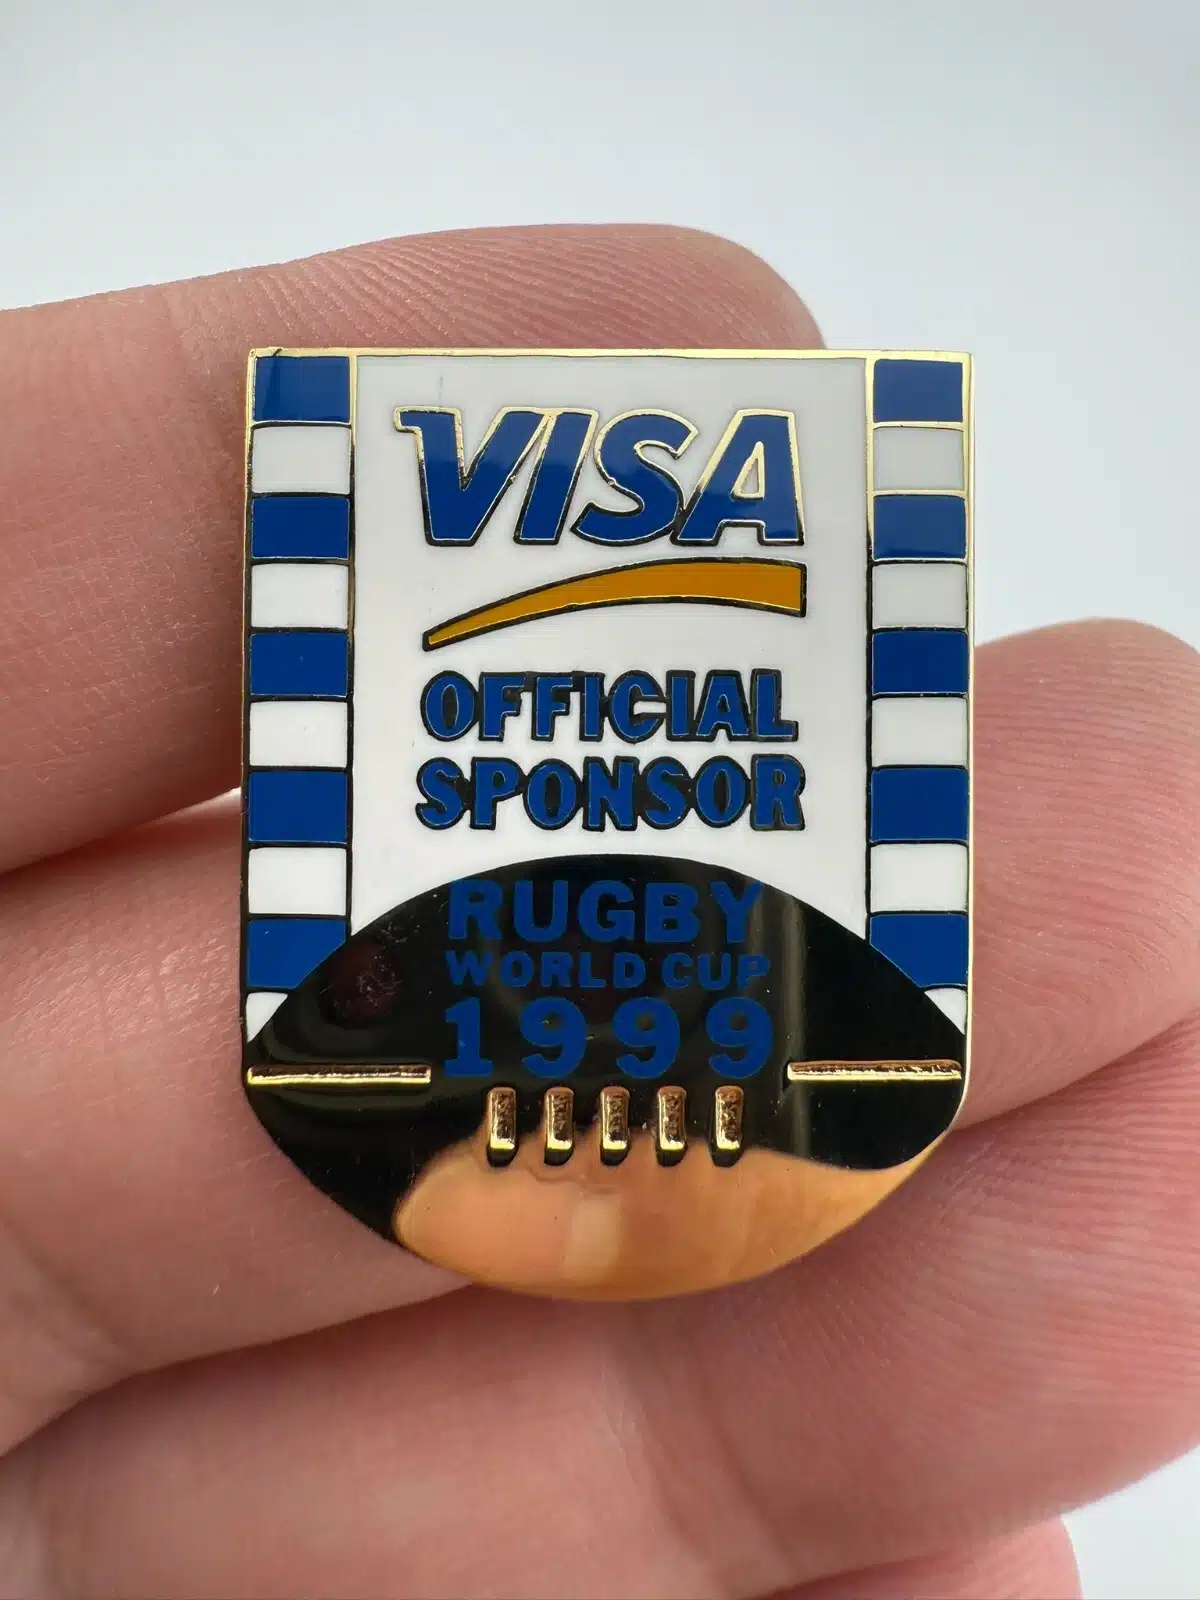 VISA
OFFICIAL
SPONSOR
RUGBY
WORLD CUP
1999